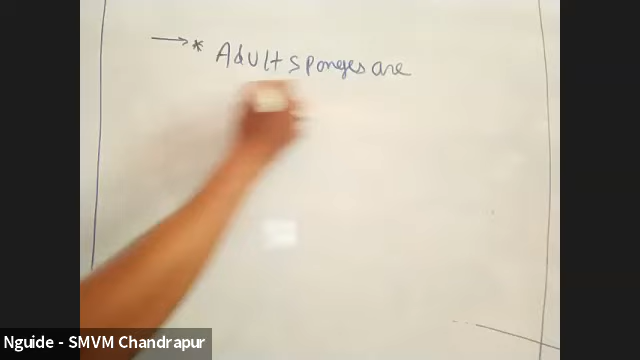 → * Adult sponges are
Nguide - SMVM Chandrapur